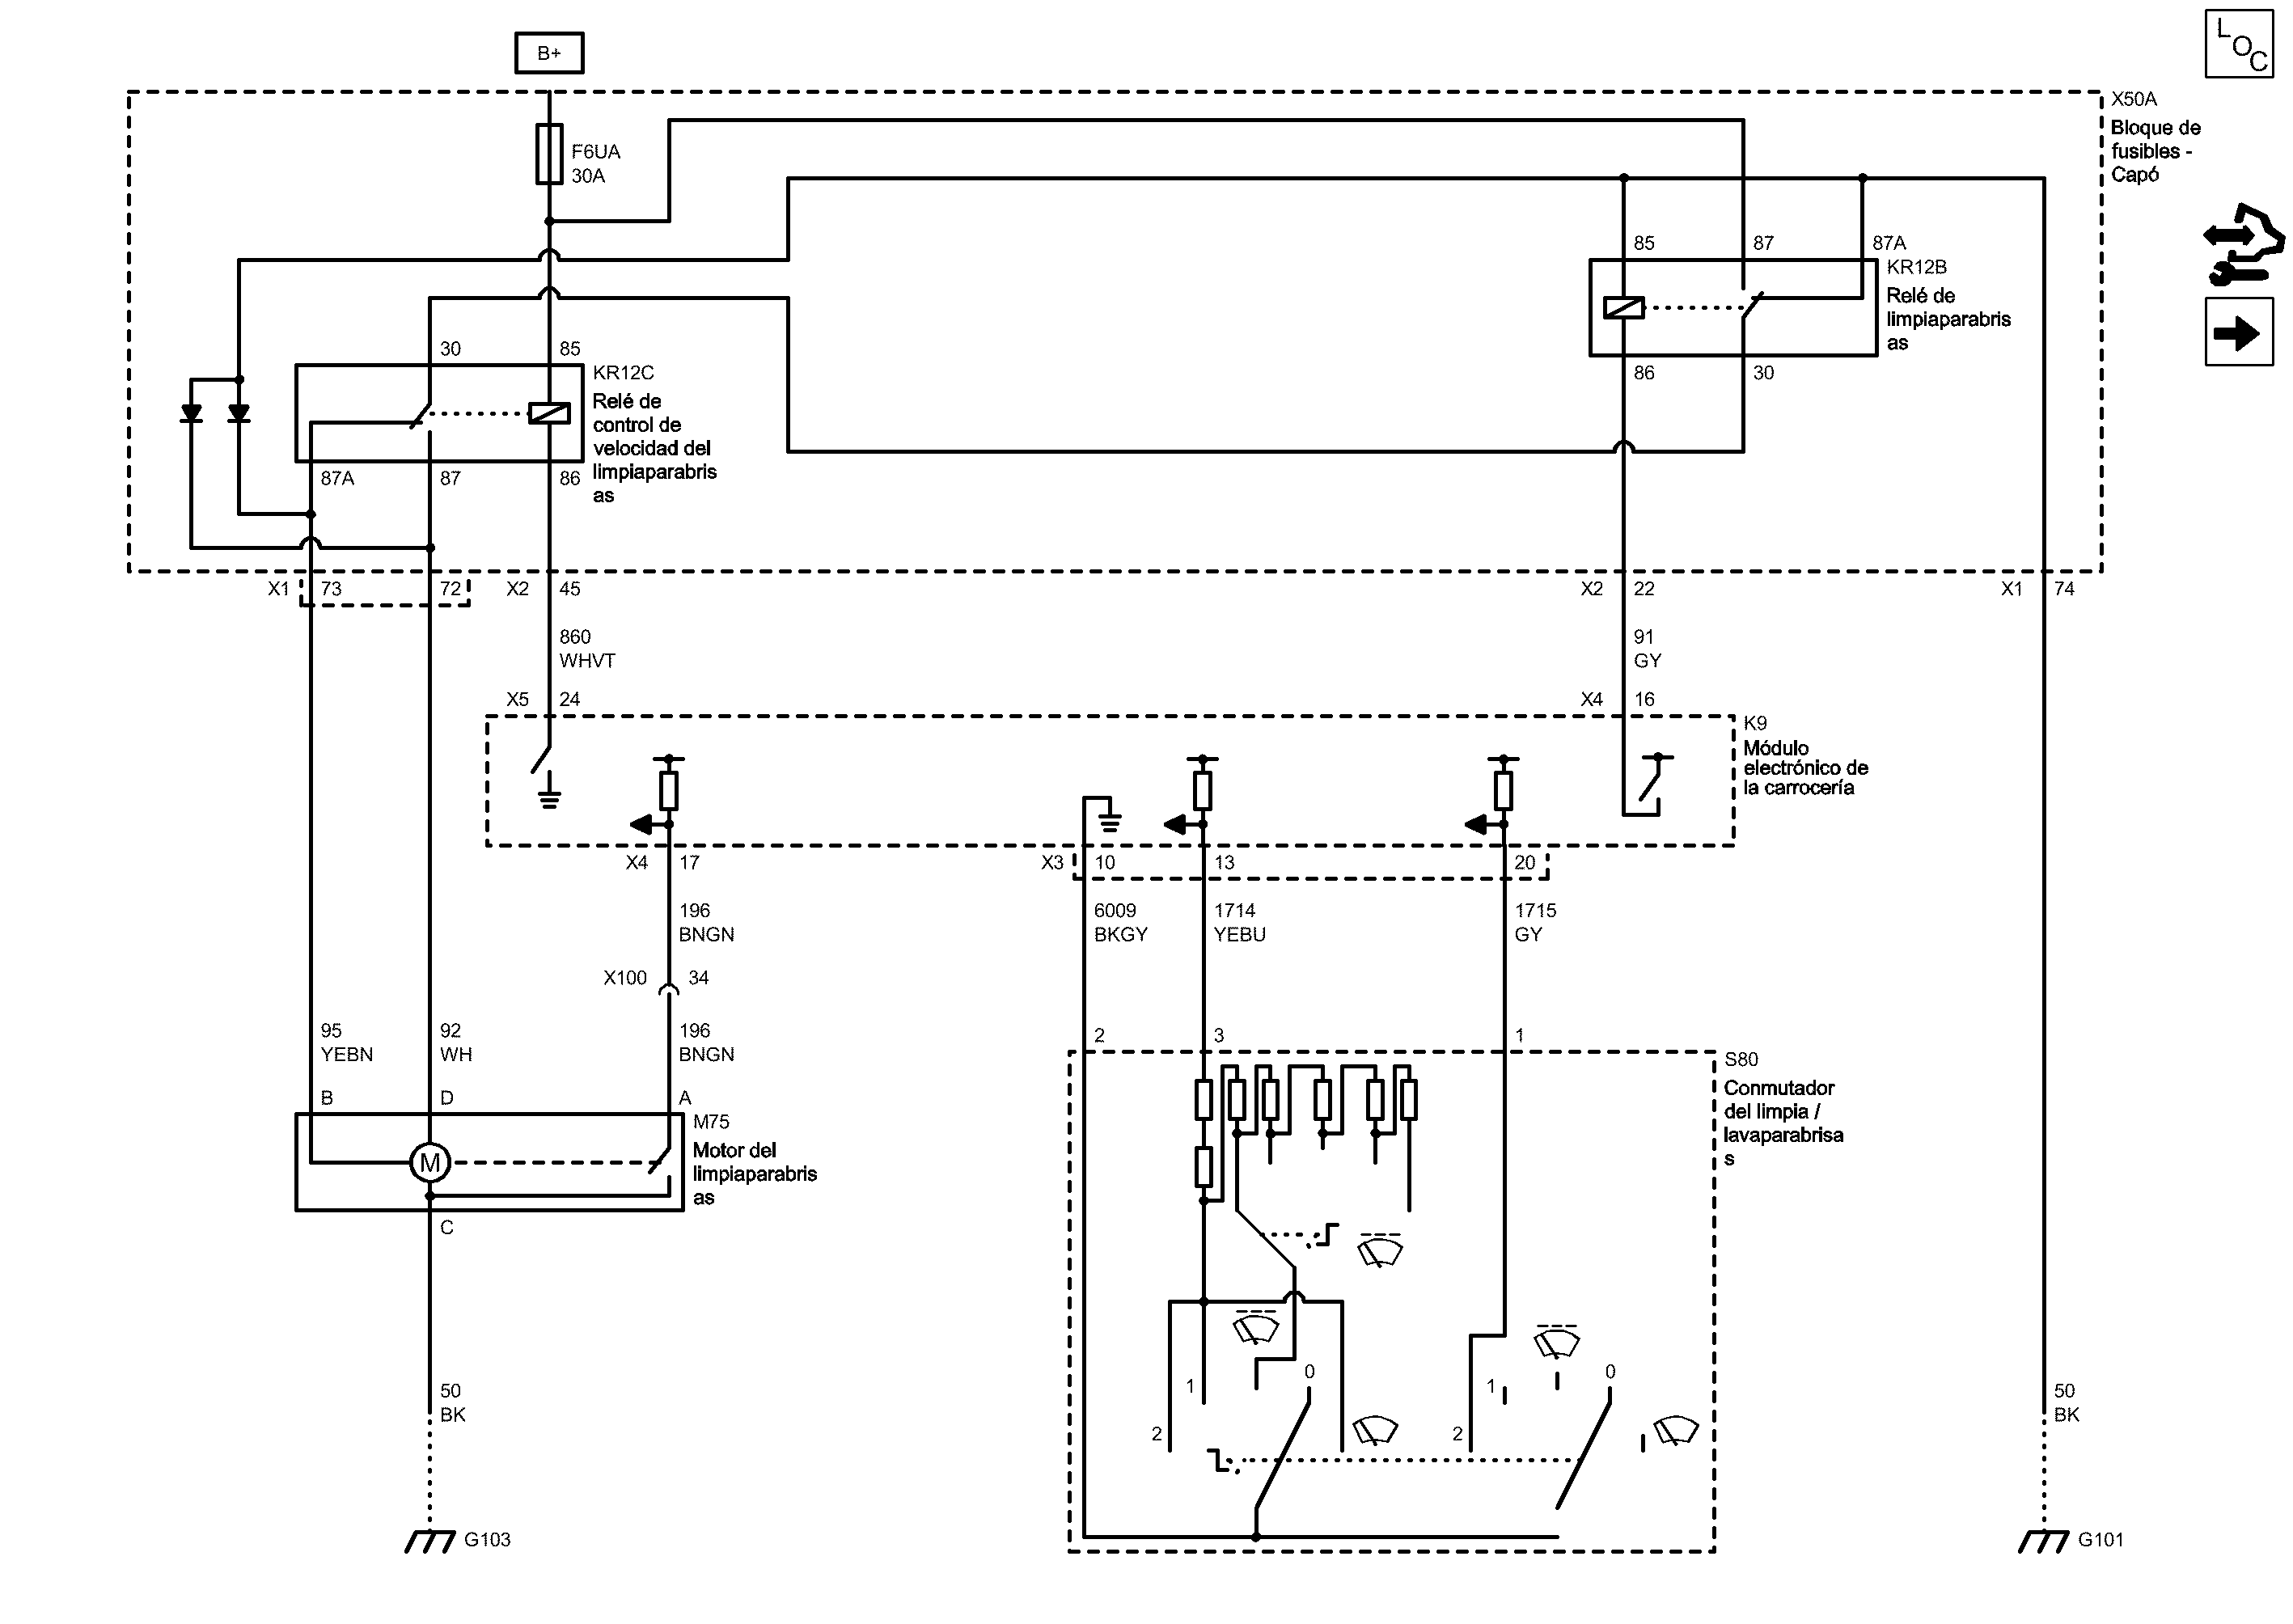 B+
L
O
C
X50A
Bloque de
fusibles -
Capó
F6UA
30A
85
87
87A
KR12B
Relé de
limpiaparabris
as
30
85
86
30
KR12C
Relé de
control de
velocidad del
limpiaparabris
as
87A
87
86
X1
73
72
X2
45
X2
22
X1
74
860
WHVT
91
GY
X5
24
X4
16
K9
Módulo
electrónico de
la carrocería
X4
17
X3
10
13
20
196
BNGN
6009
BKGY
1714
YEBU
1715
GY
X100
34
95
YEBN
92
WH
196
BNGN
2
3
1
S80
Conmutador
del limpia /
lavaparabrisa
s
B
D
A
M75
Motor del
limpiaparabris
as
M
C
0
0
1
1
2
2
50
BK
50
BK
G103
G101